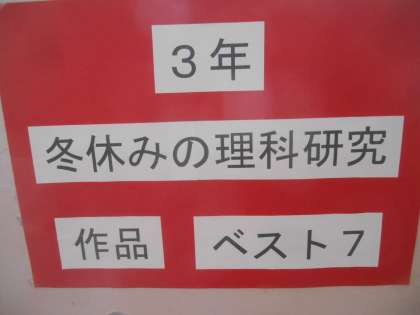 ３年
冬休みの理科研究
作品 ベスト７